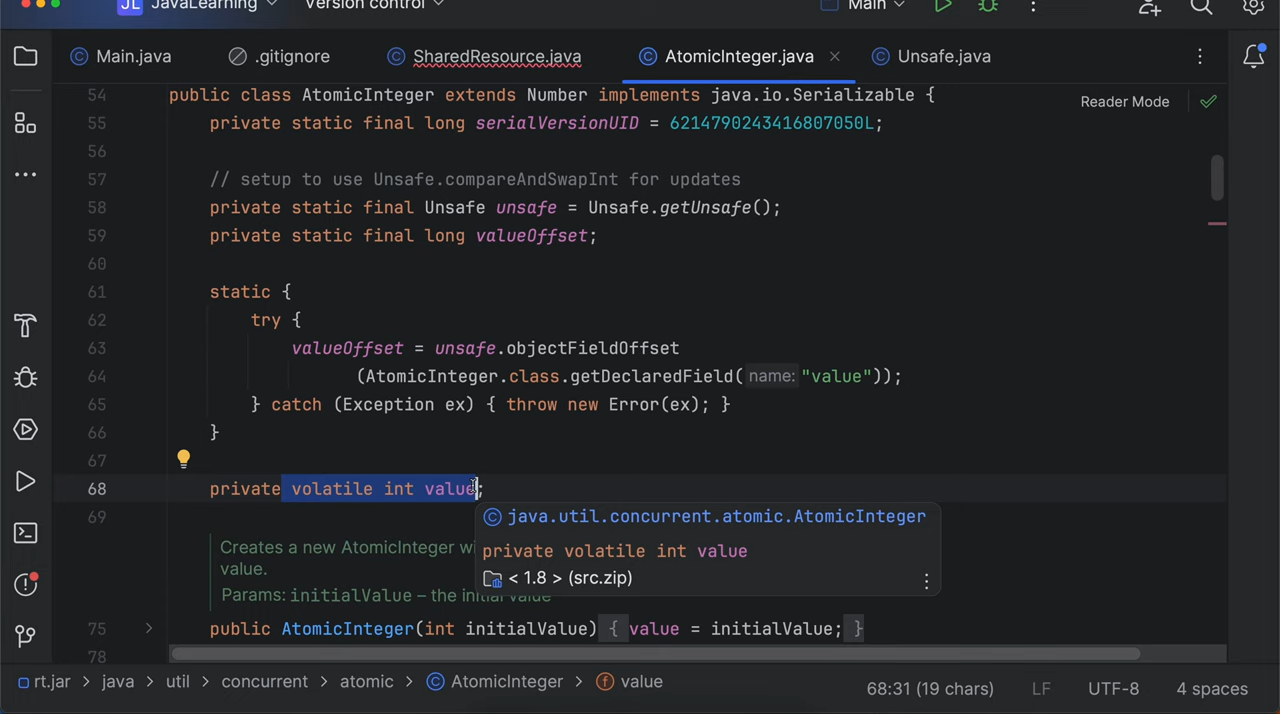 JL JavaLearning Version control Main
Main.java .gitignore SharedResource.java AtomicInteger.java Unsafe.java
Reader Mode
54 public class AtomicInteger extends Number implements java.io.Serializable {
55 private static final long serialVersionUID = 6214790243416807050L;
56
57 // setup to use Unsafe.compareAndSwapInt for updates
58 private static final Unsafe unsafe = Unsafe.getUnsafe();
59 private static final long valueOffset;
60
61 static {
62 try {
63 valueOffset = unsafe.objectFieldOffset
64 (AtomicInteger.class.getDeclaredField( name: "value"));
65 } catch (Exception ex) { throw new Error(ex); }
66 }
67
68 private volatile int value;
69
java.util.concurrent.atomic.AtomicInteger
private volatile int value
< 1.8 > (src.zip)
Creates a new AtomicInteger wi
value.
Params: initialValue – the initial value
75 public AtomicInteger(int initialValue) { value = initialValue; }
78
rt.jar > java > util > concurrent > atomic > AtomicInteger > value
68:31 (19 chars) LF UTF-8 4 spaces